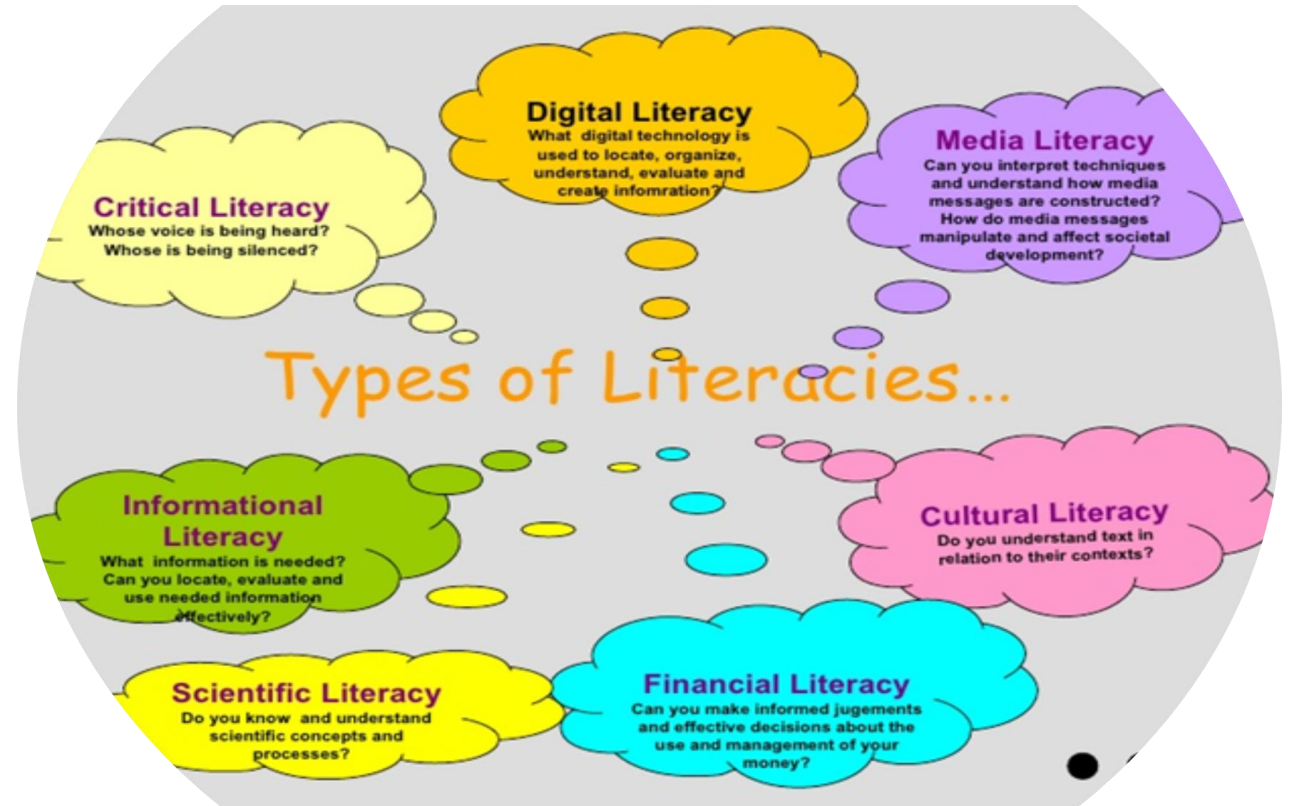 Digital Literacy
What digital technology is
used to locate, organize,
understand, evaluate and
create infomration?
Media Literacy
Can you interpret techniques
and understand how media
messages are constructed?
How do media messages
manipulate and affect societal
development?
Critical Literacy
Whose voice is being heard?
Whose is being silenced?
Types of Literacies...
Informational
Literacy
What information is needed?
Can you locate, evaluate and
use needed information
effectively?
Cultural Literacy
Do you understand text in
relation to their contexts?
Scientific Literacy
Do you know and understand
scientific concepts and
processes?
Financial Literacy
Can you make informed jugements
and effective decisions about the
use and management of your
money?